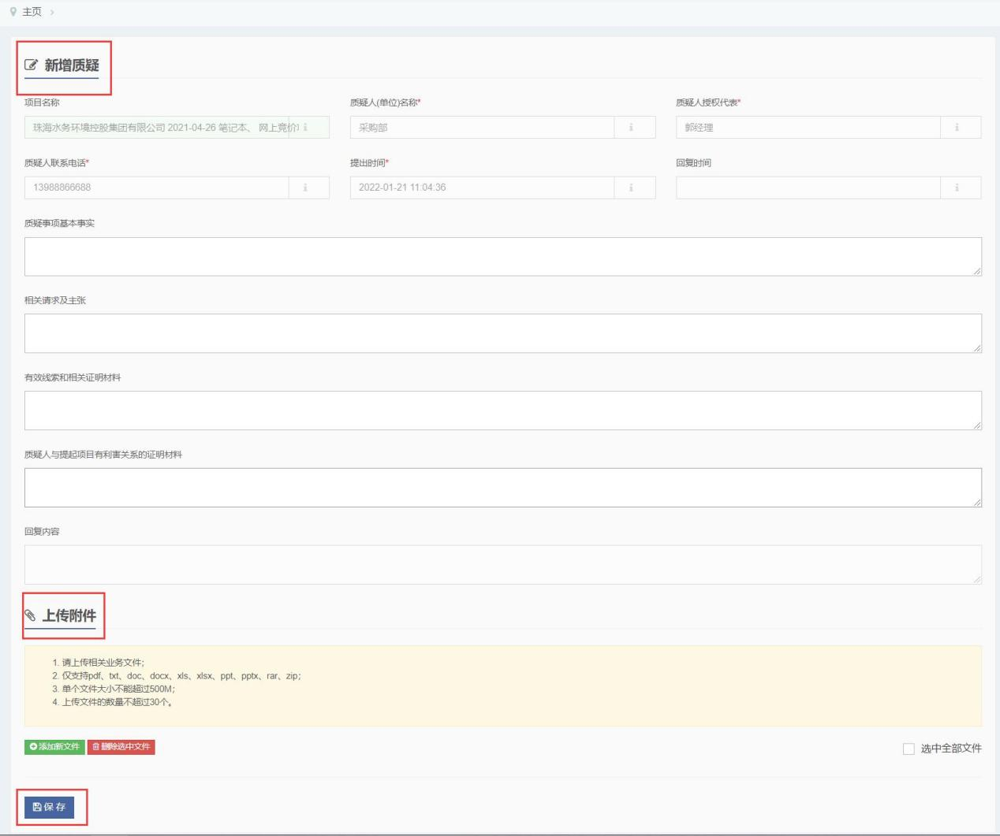 主页
新增质疑
项目名称
质疑人(单位)名称*
质疑人授权代表*
珠海水务环境控股集团有限公司 2021-04-26 笔记本、 网上竞价
采购部
郭经理
质疑人联系电话*
提出时间*
回复时间
13988866688
2022-01-21 11:04:36
质疑事项基本事实
相关请求及主张
有效线索和相关证明材料
质疑人与提起项目有利害关系的证明材料
回复内容
上传附件
1. 请上传相关业务文件;
2. 仅支持pdf、txt、doc、docx、xls、xlsx、ppt、pptx、rar、zip;
3. 单个文件大小不能超过500M;
4. 上传文件的数量不超过30个。
添加新文件
删除选中文件
选中全部文件
保存